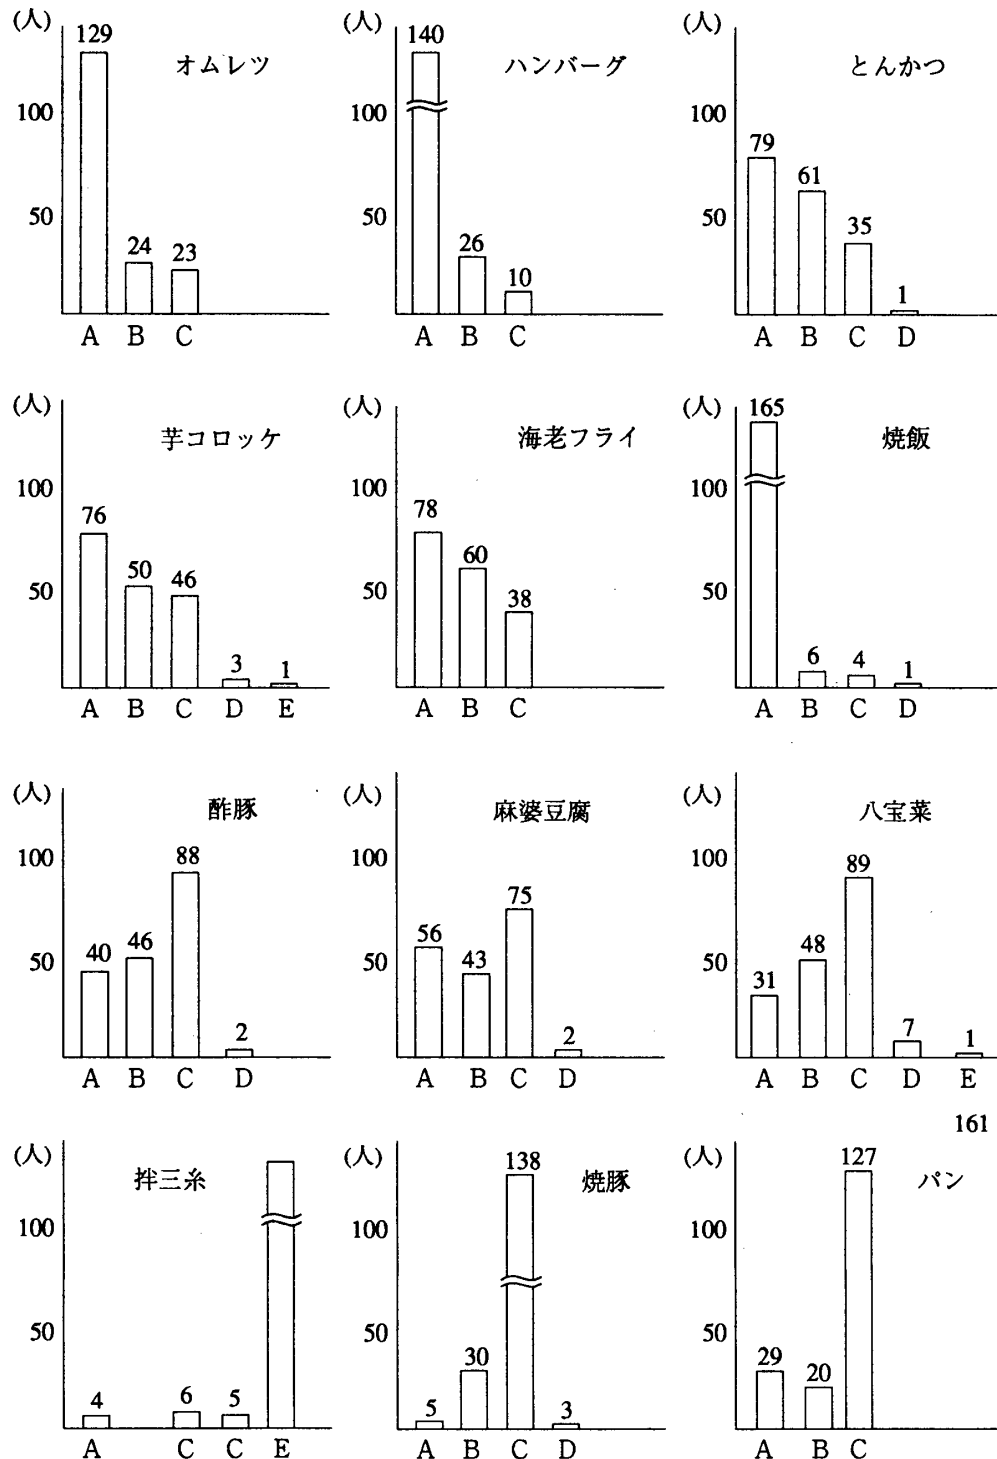 (人) (人) (人)
129 オムレツ
140 ハンバーグ
とんかつ
100 100 100
79
61
50 50 50
24 23
26
10
35
1
A B C
A B C
A B C D
(人) (人) (人)
芋コロッケ
海老フライ
165 焼飯
100 100 100
76
78
50 50 50
50 46
60
38
3 1
6 4 1
A B C D E
A B C
A B C D
(人) (人) (人)
酢豚
麻婆豆腐
八宝菜
100 100 100
88
75
89
50 50 50
40 46
56 43
31 48
2
2
7 1
A B C D
A B C D
A B C D E
161
(人) (人) (人)
拌三糸
138 焼豚
127 パン
100 100 100
50 50 50
4 6 5
5 30 3
29 20
A C C E
A B C D
A B C